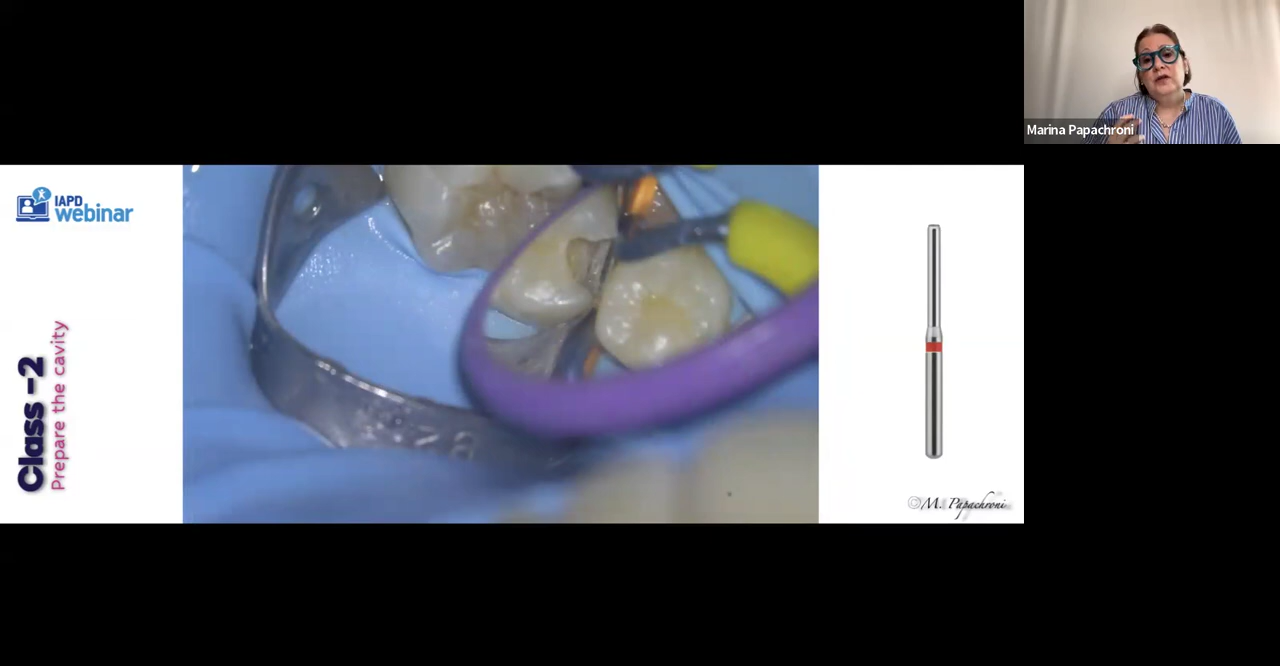 Marina Papachroni
IAPD
webinar
Class -2
Prepare the cavity
©M. Papachroni